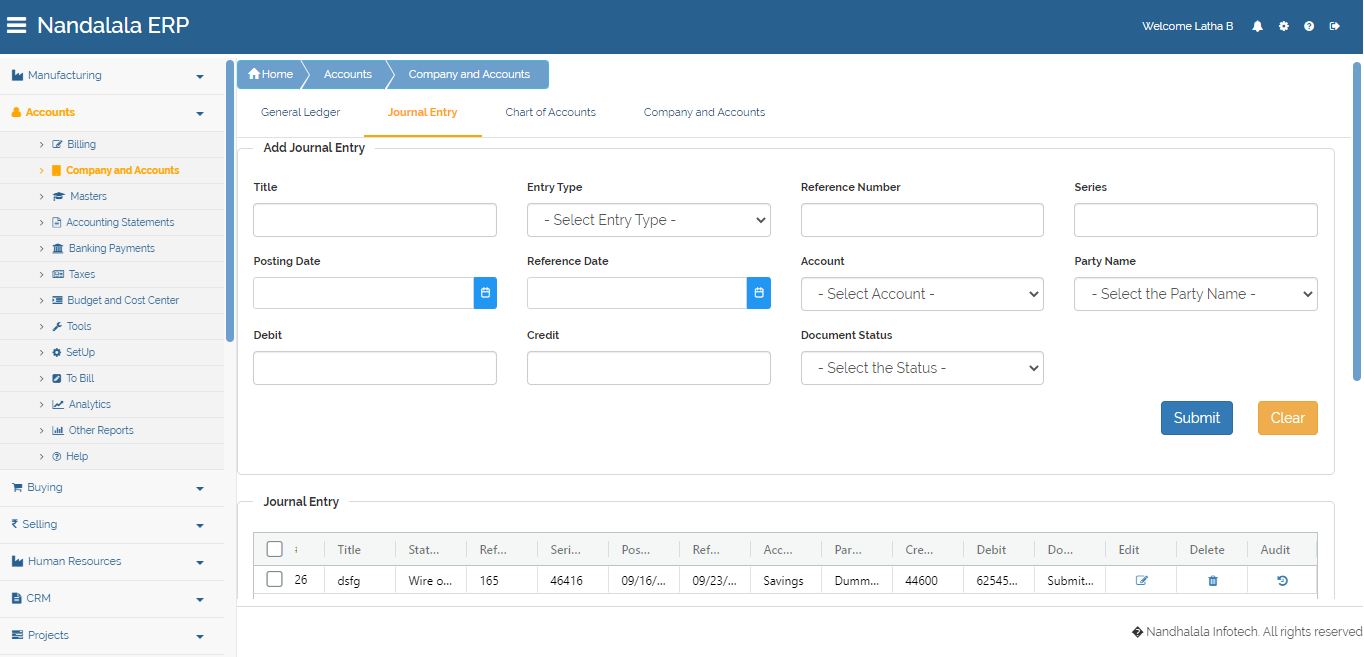 Nandalala ERP
Welcome Latha B
Manufacturing
Accounts
Billing
Company and Accounts
Masters
Accounting Statements
Banking Payments
Taxes
Budget and Cost Center
Tools
SetUp
To Bill
Analytics
Other Reports
Help
Buying
Selling
Human Resources
CRM
Projects
Home Accounts Company and Accounts
General Ledger Journal Entry Chart of Accounts Company and Accounts
Add Journal Entry
Title Entry Type Reference Number Series
- Select Entry Type -
Posting Date Reference Date Account Party Name
- Select Account - - Select the Party Name -
Debit Credit Document Status
- Select the Status -
Submit Clear
Journal Entry
Title Stat... Ref... Seri... Pos... Ref... Acc... Par... Cre... Debit Do... Edit Delete Audit
26 dsfg Wire o... 165 46416 09/16/... 09/23/... Savings Dumm... 44600 62545... Submit...
� Nandhalala Infotech. All rights reserved